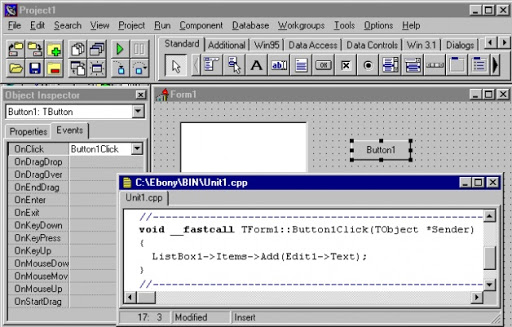 Project1
File Edit Search View Project Run Component Database Workgroups Tools Options Help
Standard Additional Win95 Data Access Data Controls Win 3.1 Dialogs
A ab OK
Object Inspector
Button1: TButton
Properties Events
OnClick Button1Click
OnDragDrop
OnDragOver
OnEndDrag
OnEnter
OnExit
OnKeyDown
OnKeyPress
OnKeyUp
OnMouseDow
OnMouseMov
OnMouseUp
OnStartDrag
Form1
Button1
C:\Ebony\BIN\Unit1.cpp
Unit1.cpp
//------------------------------------------------
void __fastcall TForm1::Button1Click(TObject *Sender)
{
ListBox1->Items->Add(Edit1->Text);
}
//------------------------------------------------
17: 3 Modified Insert